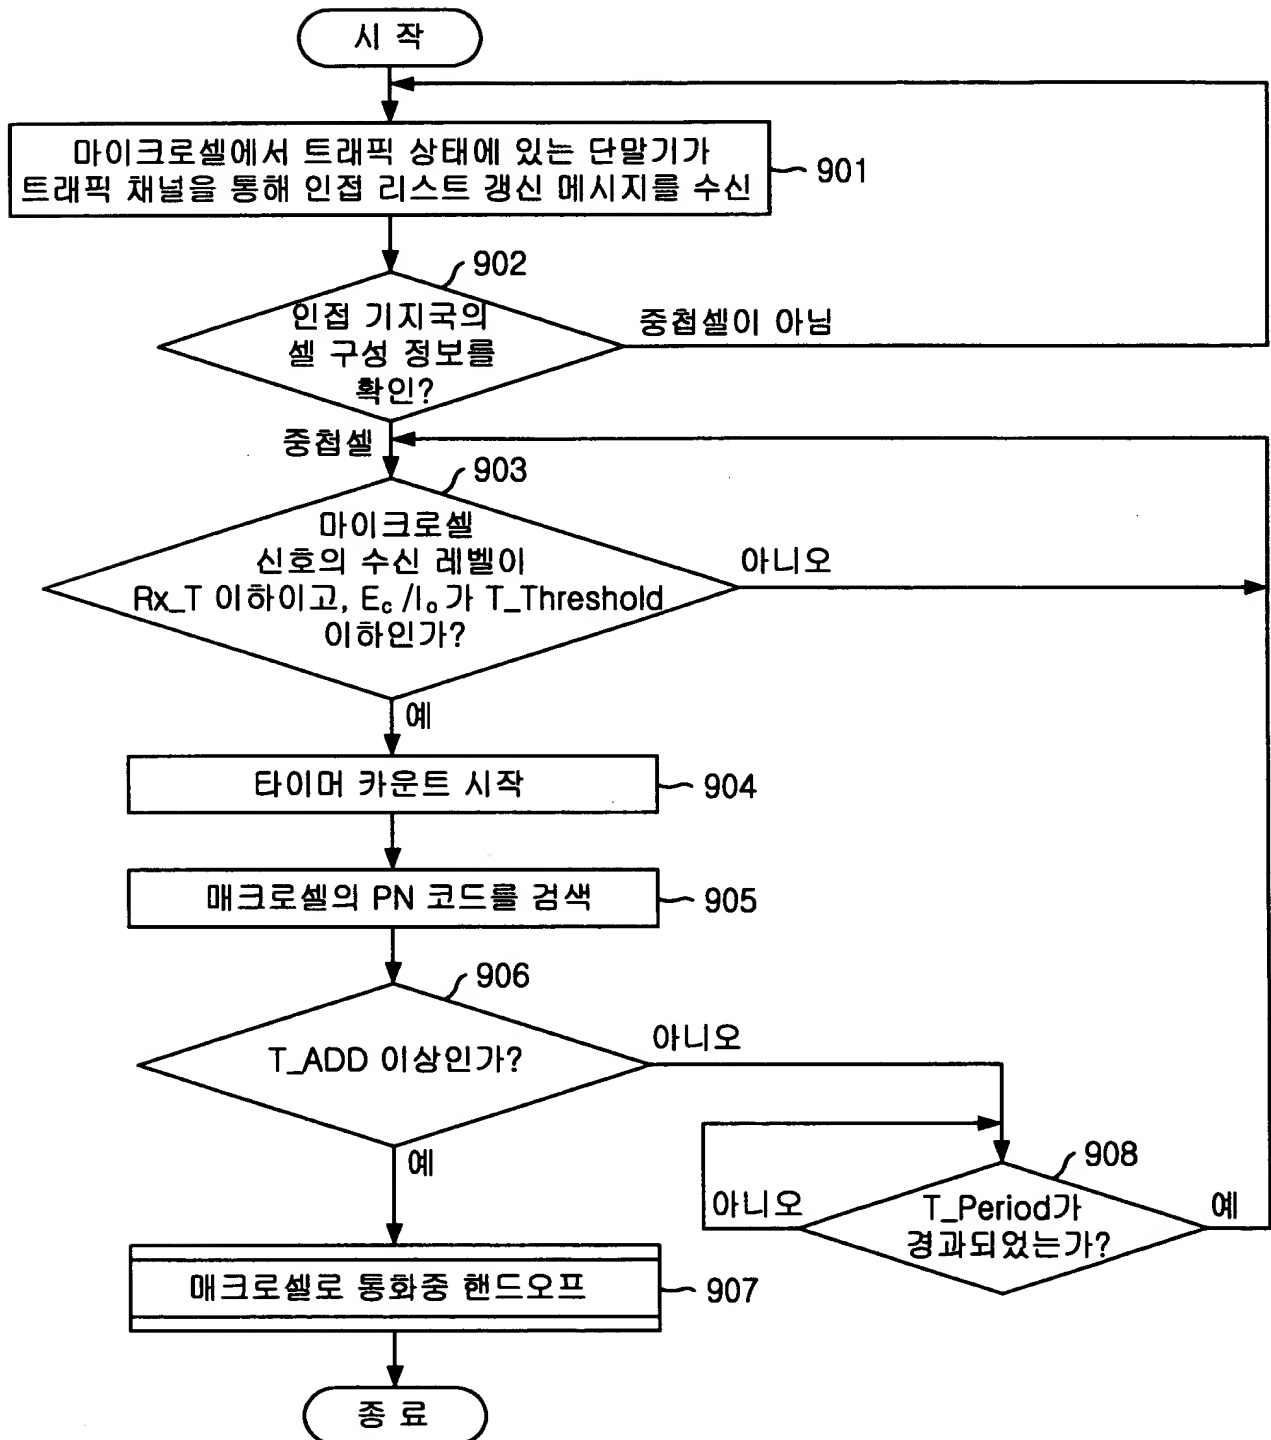 시 작
마이크로셀에서 트래픽 상태에 있는 단말기가
트래픽 채널을 통해 인접 리스트 갱신 메시지를 수신
901
902
인접 기지국의
셀 구성 정보를
확인?
중첩셀이 아님
중첩셀
903
마이크로셀
신호의 수신 레벨이
Rx_T 이하이고, Ec /Io 가 T_Threshold
이하인가?
아니오
예
타이머 카운트 시작
904
매크로셀의 PN 코드를 검색
905
906
T_ADD 이상인가?
아니오
예
908
T_Period가
경과되었는가?
아니오
예
매크로셀로 통화중 핸드오프
907
종 료